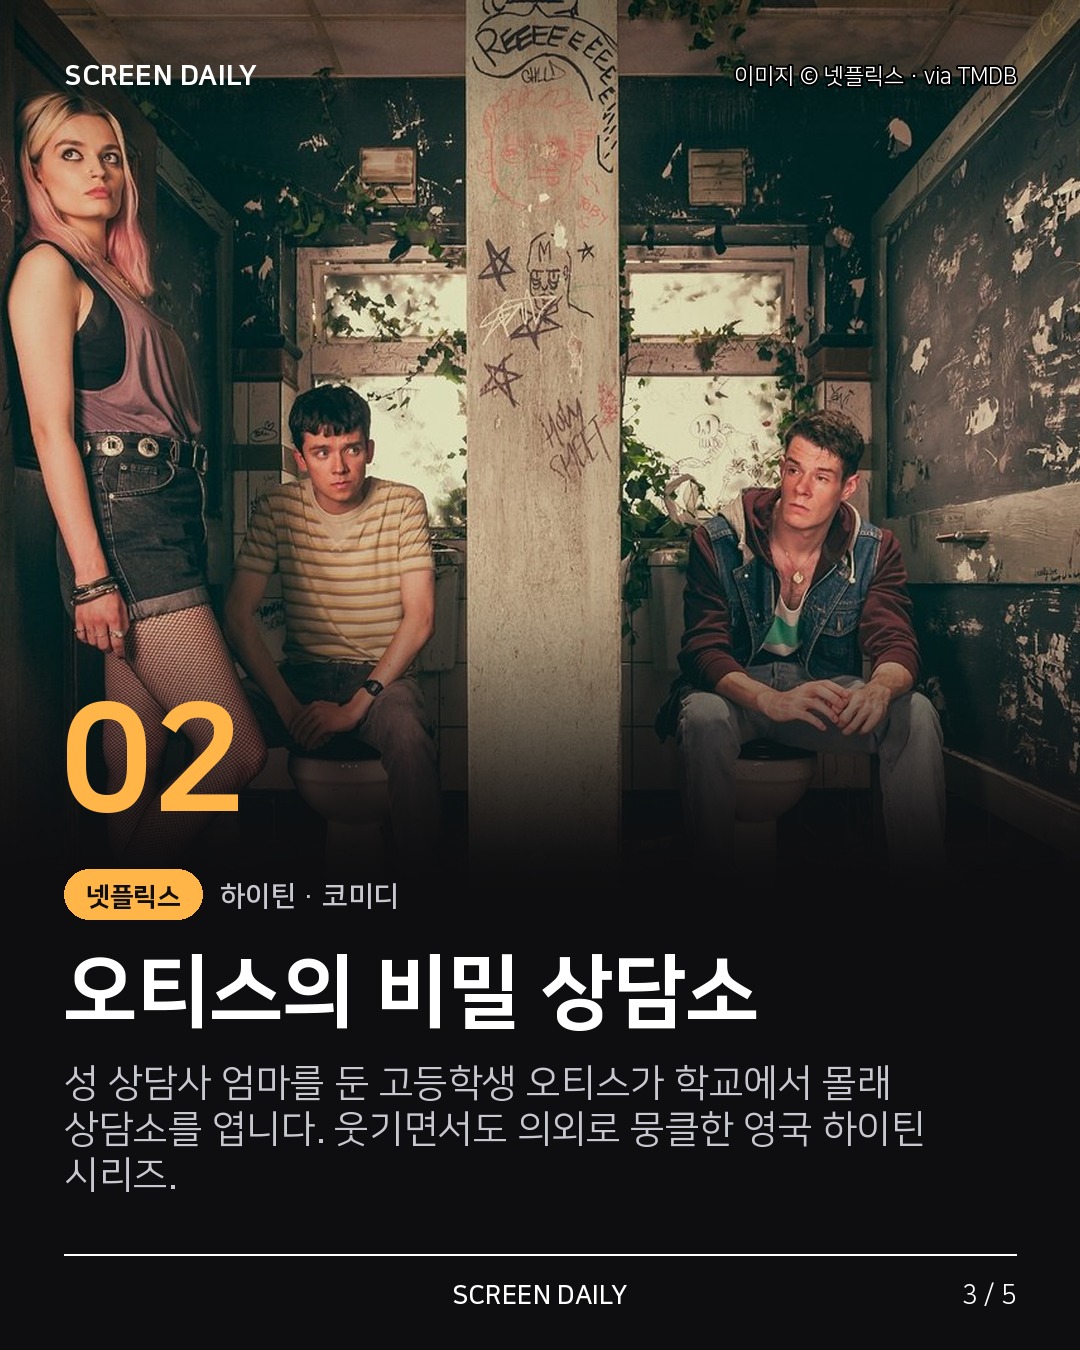 SCREEN DAILY
이미지 © 넷플릭스 · via TMDB
REEEEEEEE
CHLLD
TOBY
M
02
넷플릭스
하이틴 · 코미디
오티스의 비밀 상담소
성 상담사 엄마를 둔 고등학생 오티스가 학교에서 몰래
상담소를 엽니다. 웃기면서도 의외로 뭉클한 영국 하이틴
시리즈.
SCREEN DAILY
3 / 5